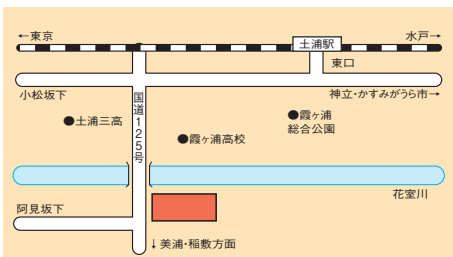 ←東京
水戸→
土浦駅
東口
小松坂下
神立・かすみがうら市→
国道125号
●土浦三高
●霞ヶ浦高校
●霞ヶ浦
総合公園
花室川
阿見坂下
↓美浦・稲敷方面